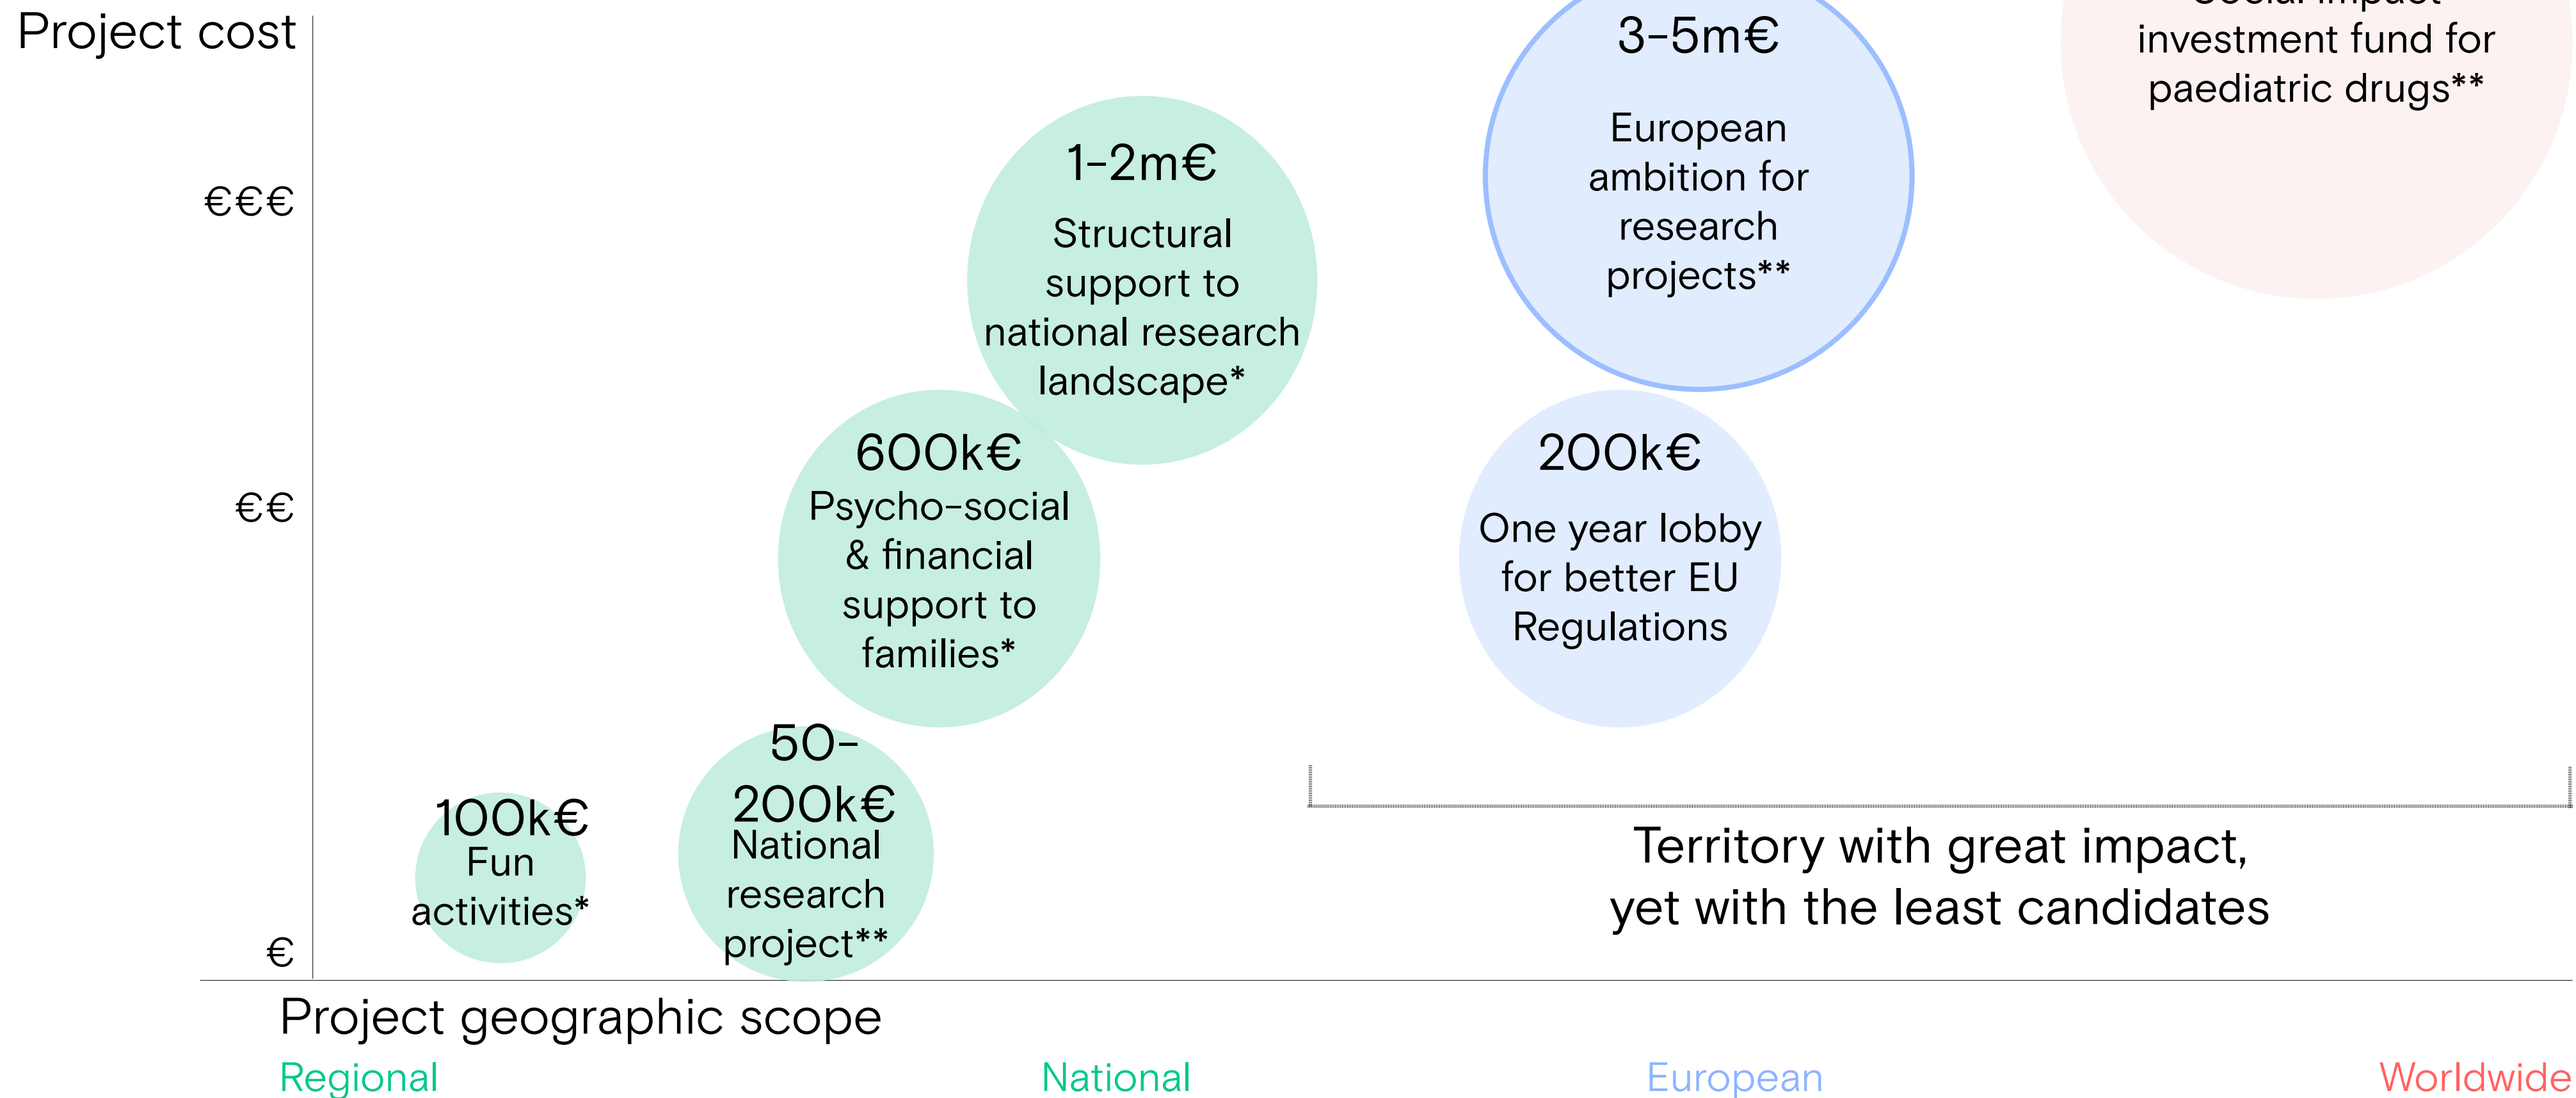 Project cost
€€€
€€
€
3-5m€
European
ambition for
research
projects**
investment fund for
paediatric drugs**
1-2m€
Structural
support to
national research
landscape*
600k€
Psycho-social
& financial
support to
families*
200k€
One year lobby
for better EU
Regulations
50-
200k€
National
research
project**
100k€
Fun
activities*
Territory with great impact,
yet with the least candidates
Project geographic scope
Regional
National
European
Worldwide